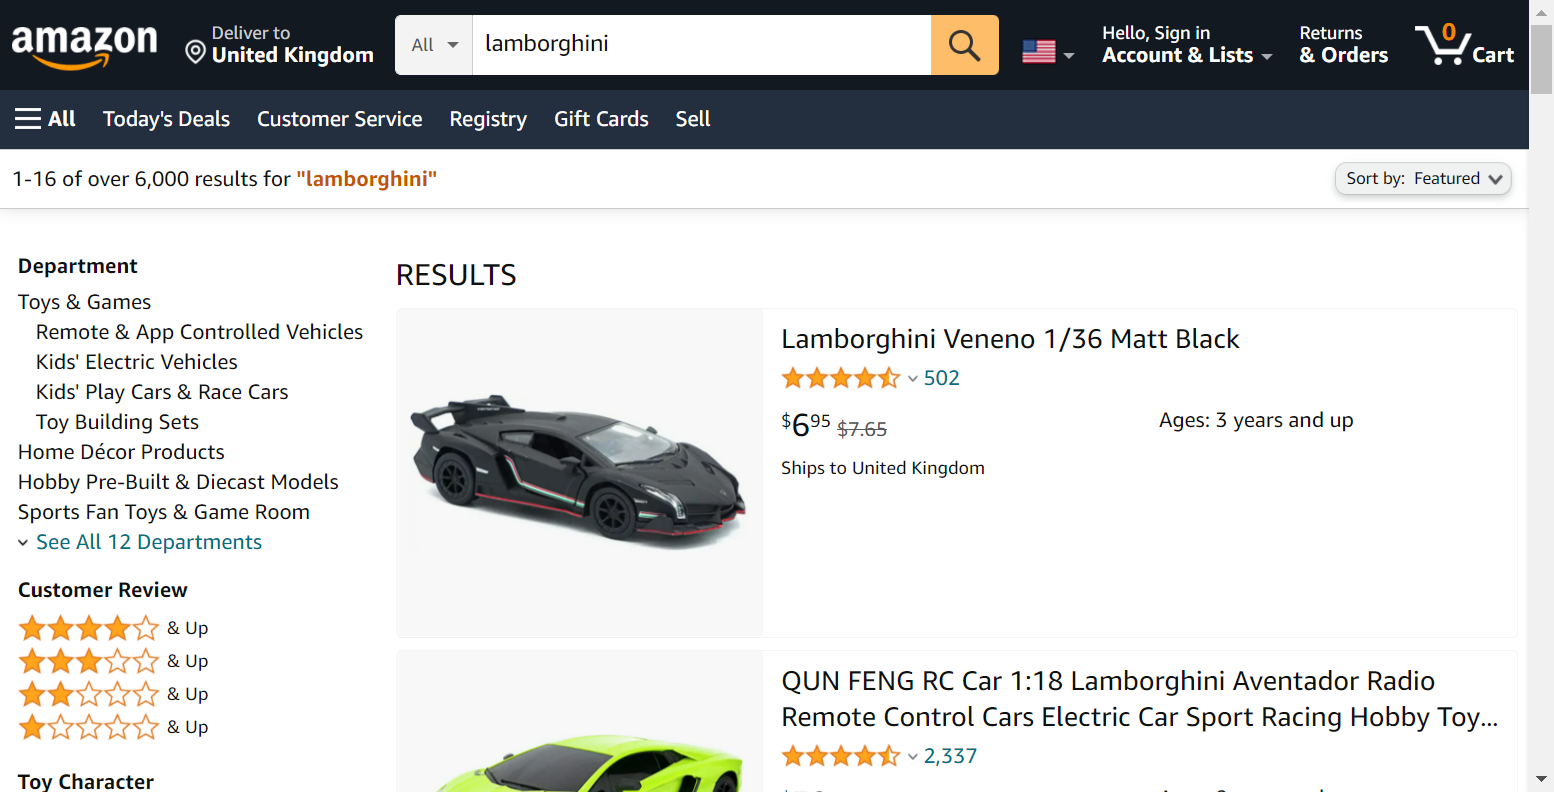 amazon
Deliver to
United Kingdom
All
lamborghini
Hello, Sign in
Account & Lists
Returns
& Orders
0
Cart
All
Today's Deals
Customer Service
Registry
Gift Cards
Sell
1-16 of over 6,000 results for "lamborghini"
Sort by: Featured
Department
Toys & Games
Remote & App Controlled Vehicles
Kids' Electric Vehicles
Kids' Play Cars & Race Cars
Toy Building Sets
Home Décor Products
Hobby Pre-Built & Diecast Models
Sports Fan Toys & Game Room
See All 12 Departments
Customer Review
& Up
& Up
& Up
& Up
Toy Character
RESULTS
Lamborghini Veneno 1/36 Matt Black
502
$695 $7.65
Ages: 3 years and up
Ships to United Kingdom
QUN FENG RC Car 1:18 Lamborghini Aventador Radio
Remote Control Cars Electric Car Sport Racing Hobby Toy...
2,337